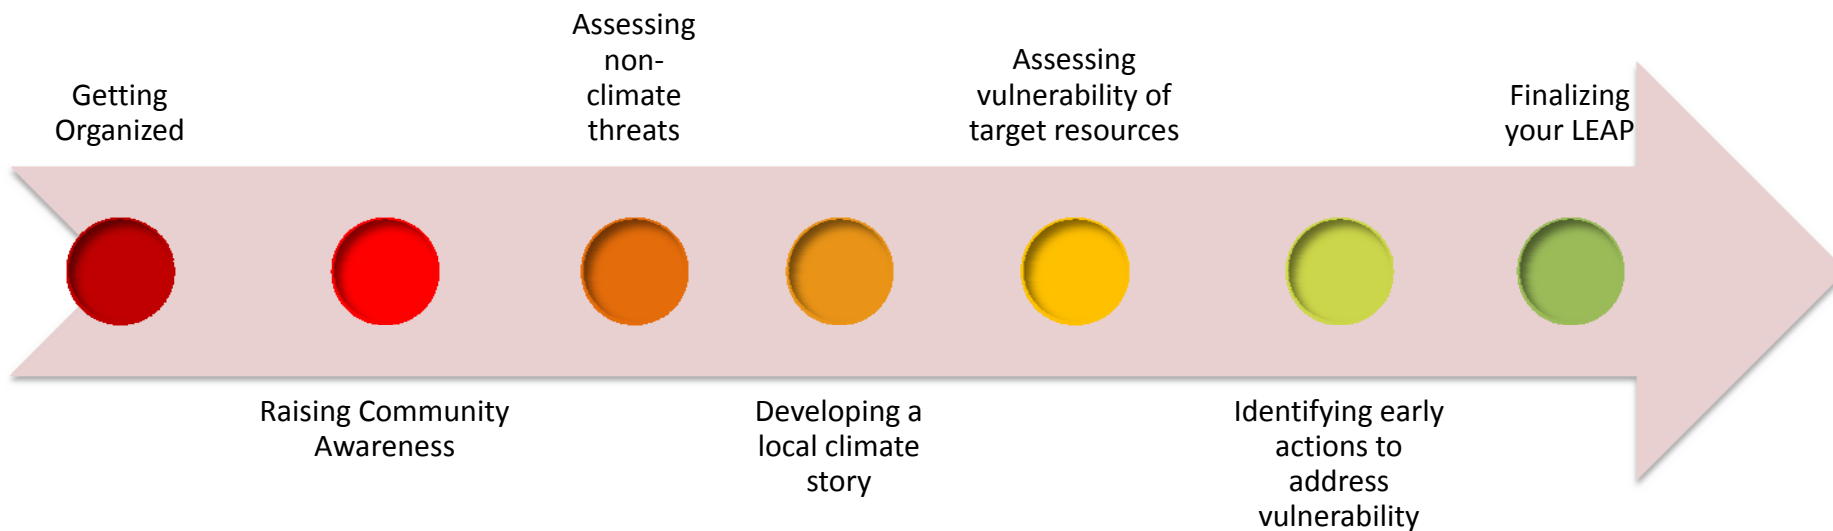 Getting
Organized
Raising Community
Awareness
Assessing
non-
climate
threats
Developing a
local climate
story
Assessing
vulnerability of
target resources
Identifying early
actions to
address
vulnerability
Finalizing
your LEAP